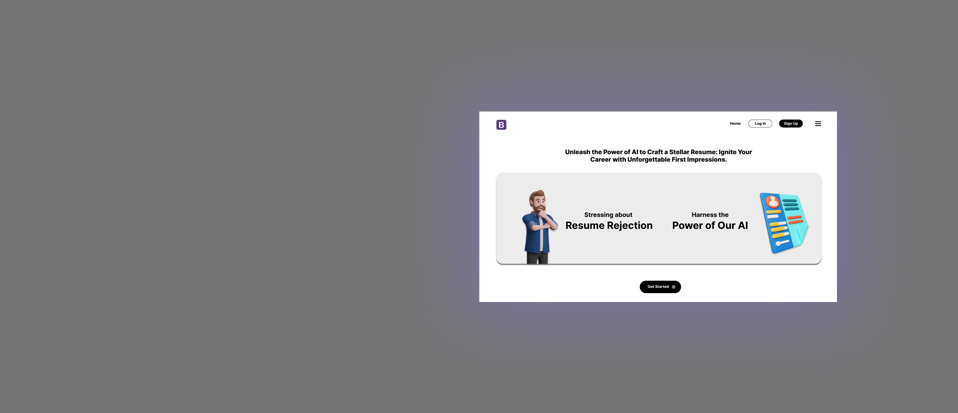 B
Home
Log In
Sign Up
Unleash the Power of AI to Craft a Stellar Resume: Ignite Your
Career with Unforgettable First Impressions.
Stressing about
Resume Rejection
Harness the
Power of Our AI
Get Started